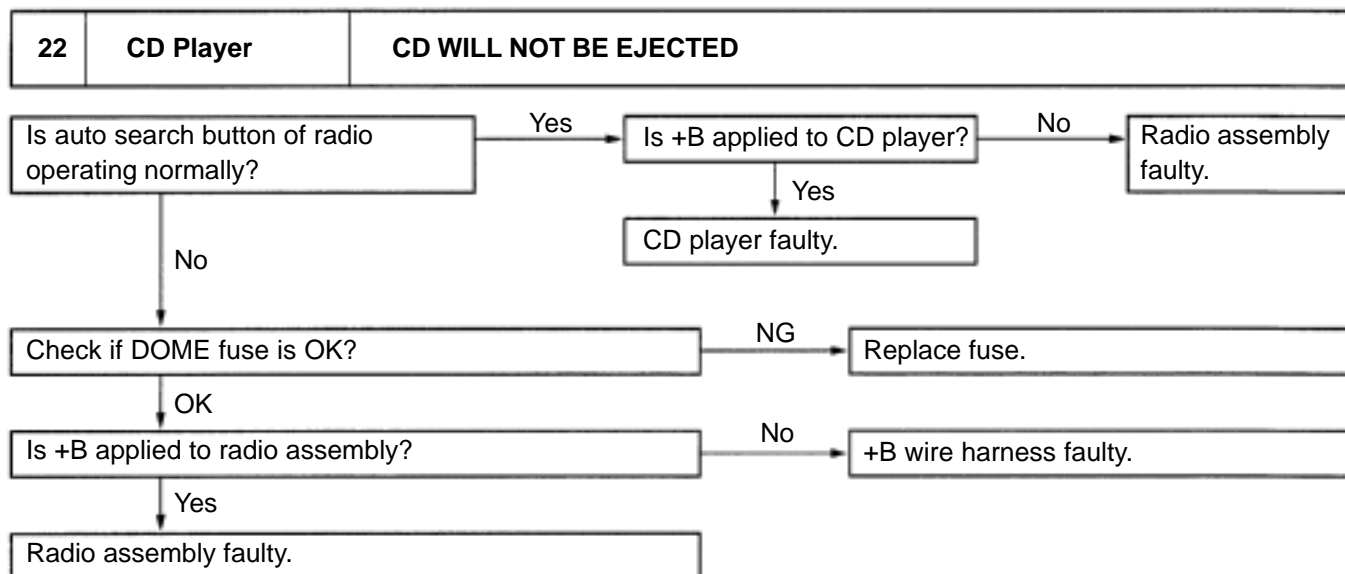 22 CD Player CD WILL NOT BE EJECTED
Is auto search button of radio
operating normally?
Yes
Is +B applied to CD player?
No
Radio assembly
faulty.
Yes
CD player faulty.
No
Check if DOME fuse is OK?
NG
Replace fuse.
OK
Is +B applied to radio assembly?
No
+B wire harness faulty.
Yes
Radio assembly faulty.